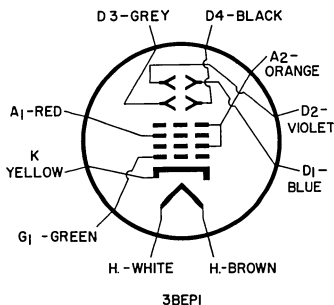 D3-GREY
D4-BLACK
A2-
ORANGE
A1-RED
D2-
VIOLET
K
YELLOW
D1-
BLUE
G1-GREEN
H.-WHITE
H.-BROWN
3BEP1